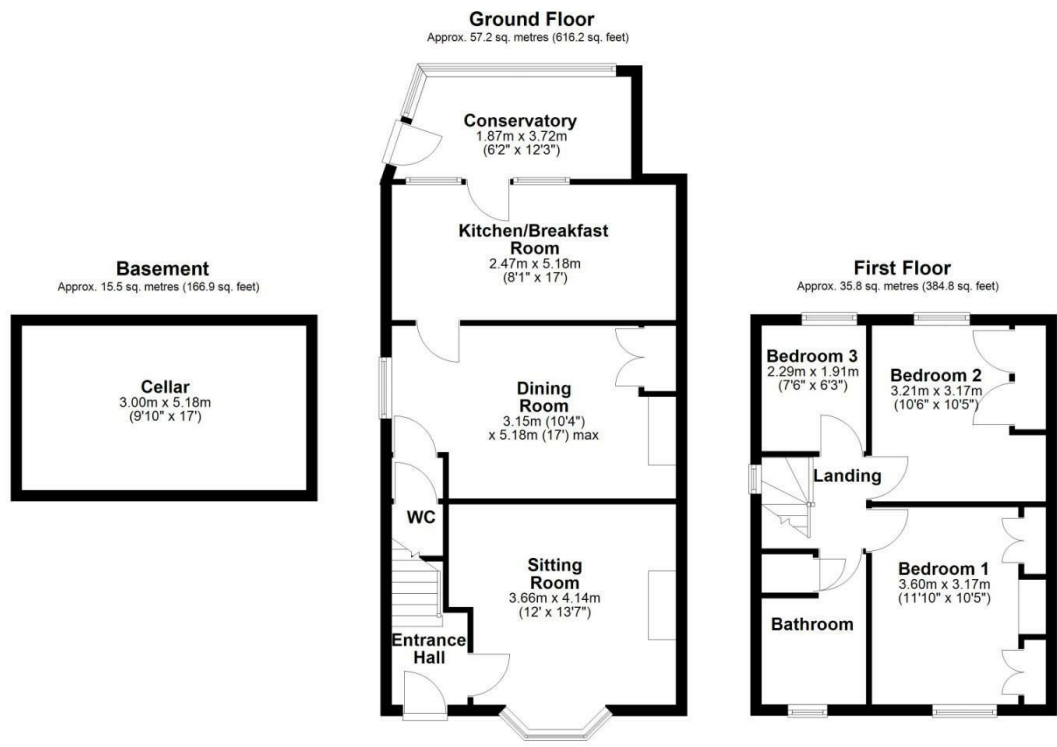 Ground Floor
Approx. 57.2 sq. metres (616.2 sq. feet)
Conservatory
1.87m x 3.72m
(6'2" x 12'3")
Kitchen/Breakfast
Room
2.47m x 5.18m
(8'1" x 17')
Dining
Room
3.15m (10'4")
x 5.18m (17') max
WC
Sitting
Room
3.66m x 4.14m
(12' x 13'7")
Entrance
Hall
Basement
Approx. 15.5 sq. metres (166.9 sq. feet)
Cellar
3.00m x 5.18m
(9'10" x 17')
First Floor
Approx. 35.8 sq. metres (384.8 sq. feet)
Bedroom 3
2.29m x 1.91m
(7'6" x 6'3")
Bedroom 2
3.21m x 3.17m
(10'6" x 10'5")
Landing
Bedroom 1
3.60m x 3.17m
(11'10" x 10'5")
Bathroom